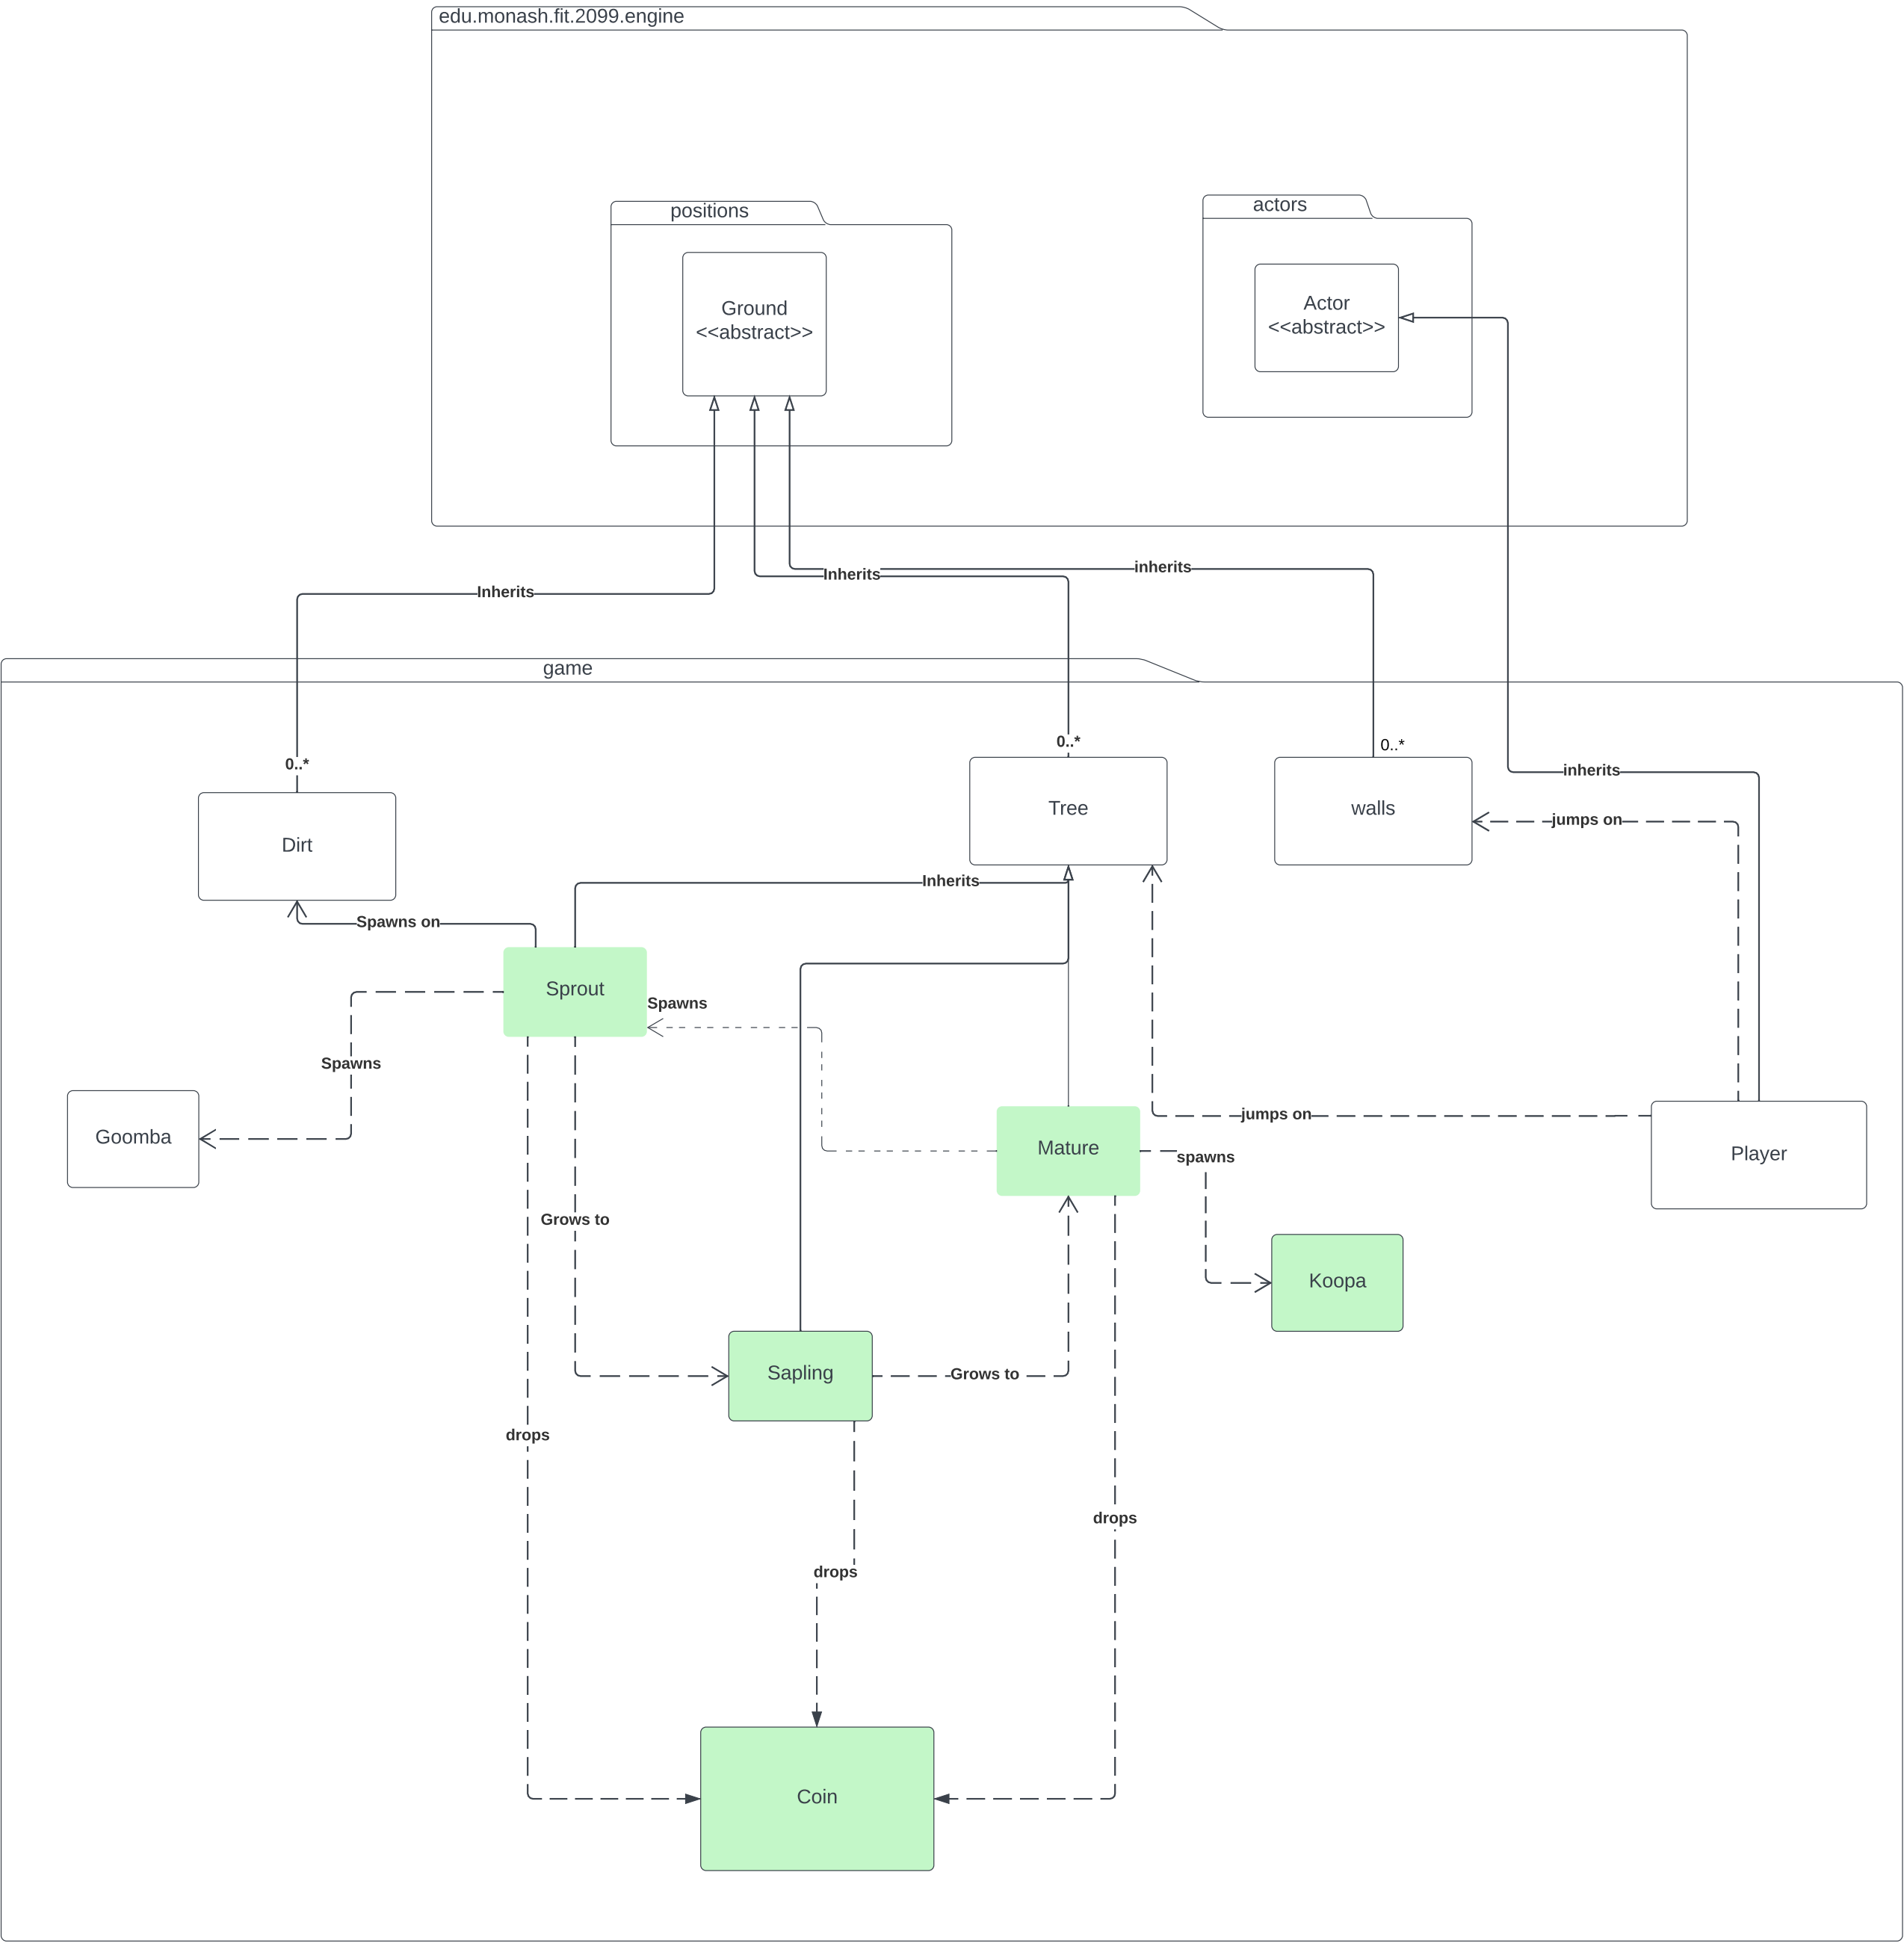 edu.monash.fit.2099.engine
positions
actors
Ground
<<abstract>>
Actor
<<abstract>>
Inherits
Inherits
inherits
game
0..*
0..*
0..*
inherits
Dirt
Tree
walls
jumps on
Inherits
Spawns on
Sprout
Spawns
Spawns
Goomba
Mature
jumps on
spawns
Player
Grows to
Koopa
Sapling
Grows to
drops
drops
drops
Coin